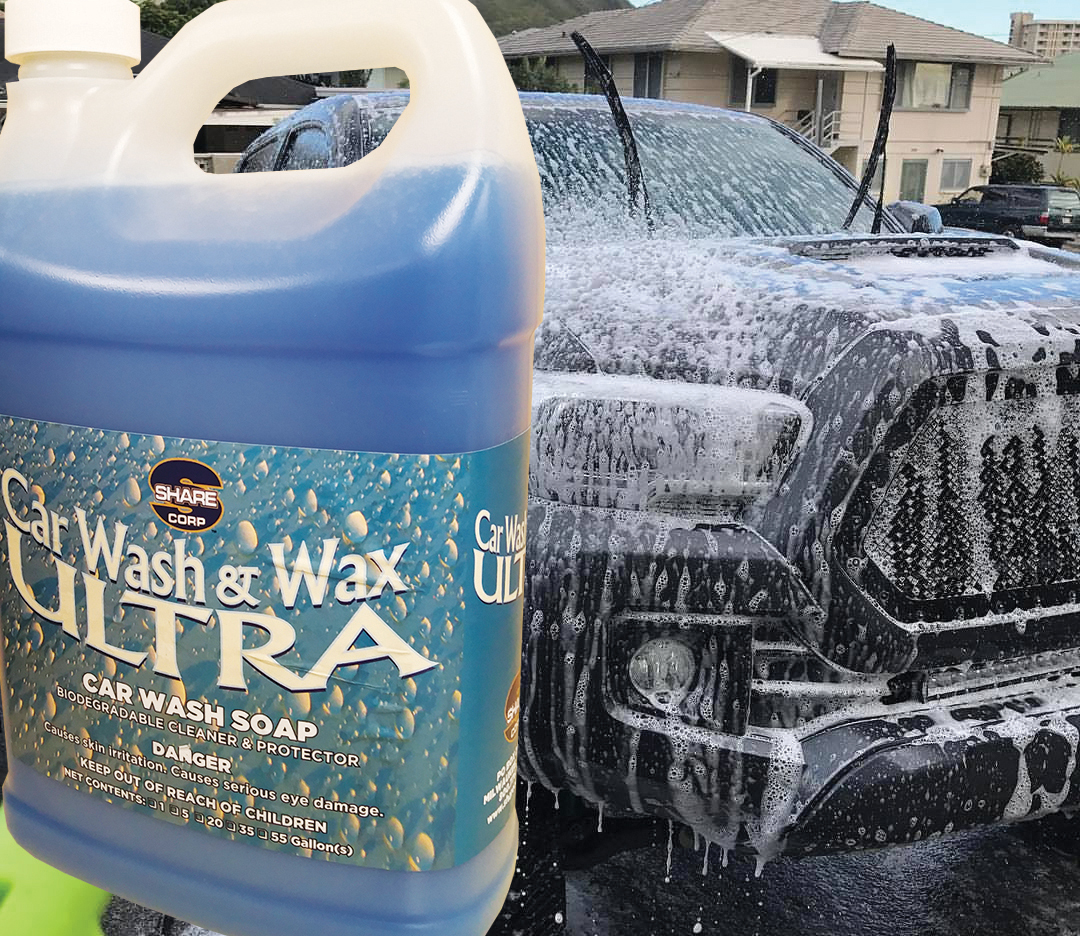 SHARE
CORP
Car Wash & Wax
ULTRA
CAR WASH SOAP
BIODEGRADABLE CLEANER & PROTECTOR
DANGER
Causes skin irritation. Causes serious eye damage.
KEEP OUT OF REACH OF CHILDREN
NET CONTENTS: ❑ 1 ❑ 5 ❑ 20 ❑ 35 ❑ 55 Gallon(s)
Car Wash
ULT